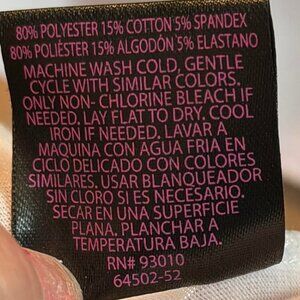 80% POLYESTER 15% COTTON 5% SPANDEX
80% POLIÈSTER 15% ALGODÓN 5% ELASTANO
MACHINE WASH COLD, GENTLE
CYCLE WITH SIMILAR COLORS.
ONLY NON- CHLORINE BLEACH IF
NEEDED. LAY FLAT TO DRY. COOL
IRON IF NEEDED. LAVAR A
MAQUINA CON AGUA FRIA EN
CICLO DELICADO CON COLORES
SIMILARES. USAR BLANQUEADOR
SIN CLORO SI ES NECESARIO.
SECAR EN UNA SUPERFICIE
PLANA. PLANCHAR A
TEMPERATURA BAJA.
RN# 93010
64502-52